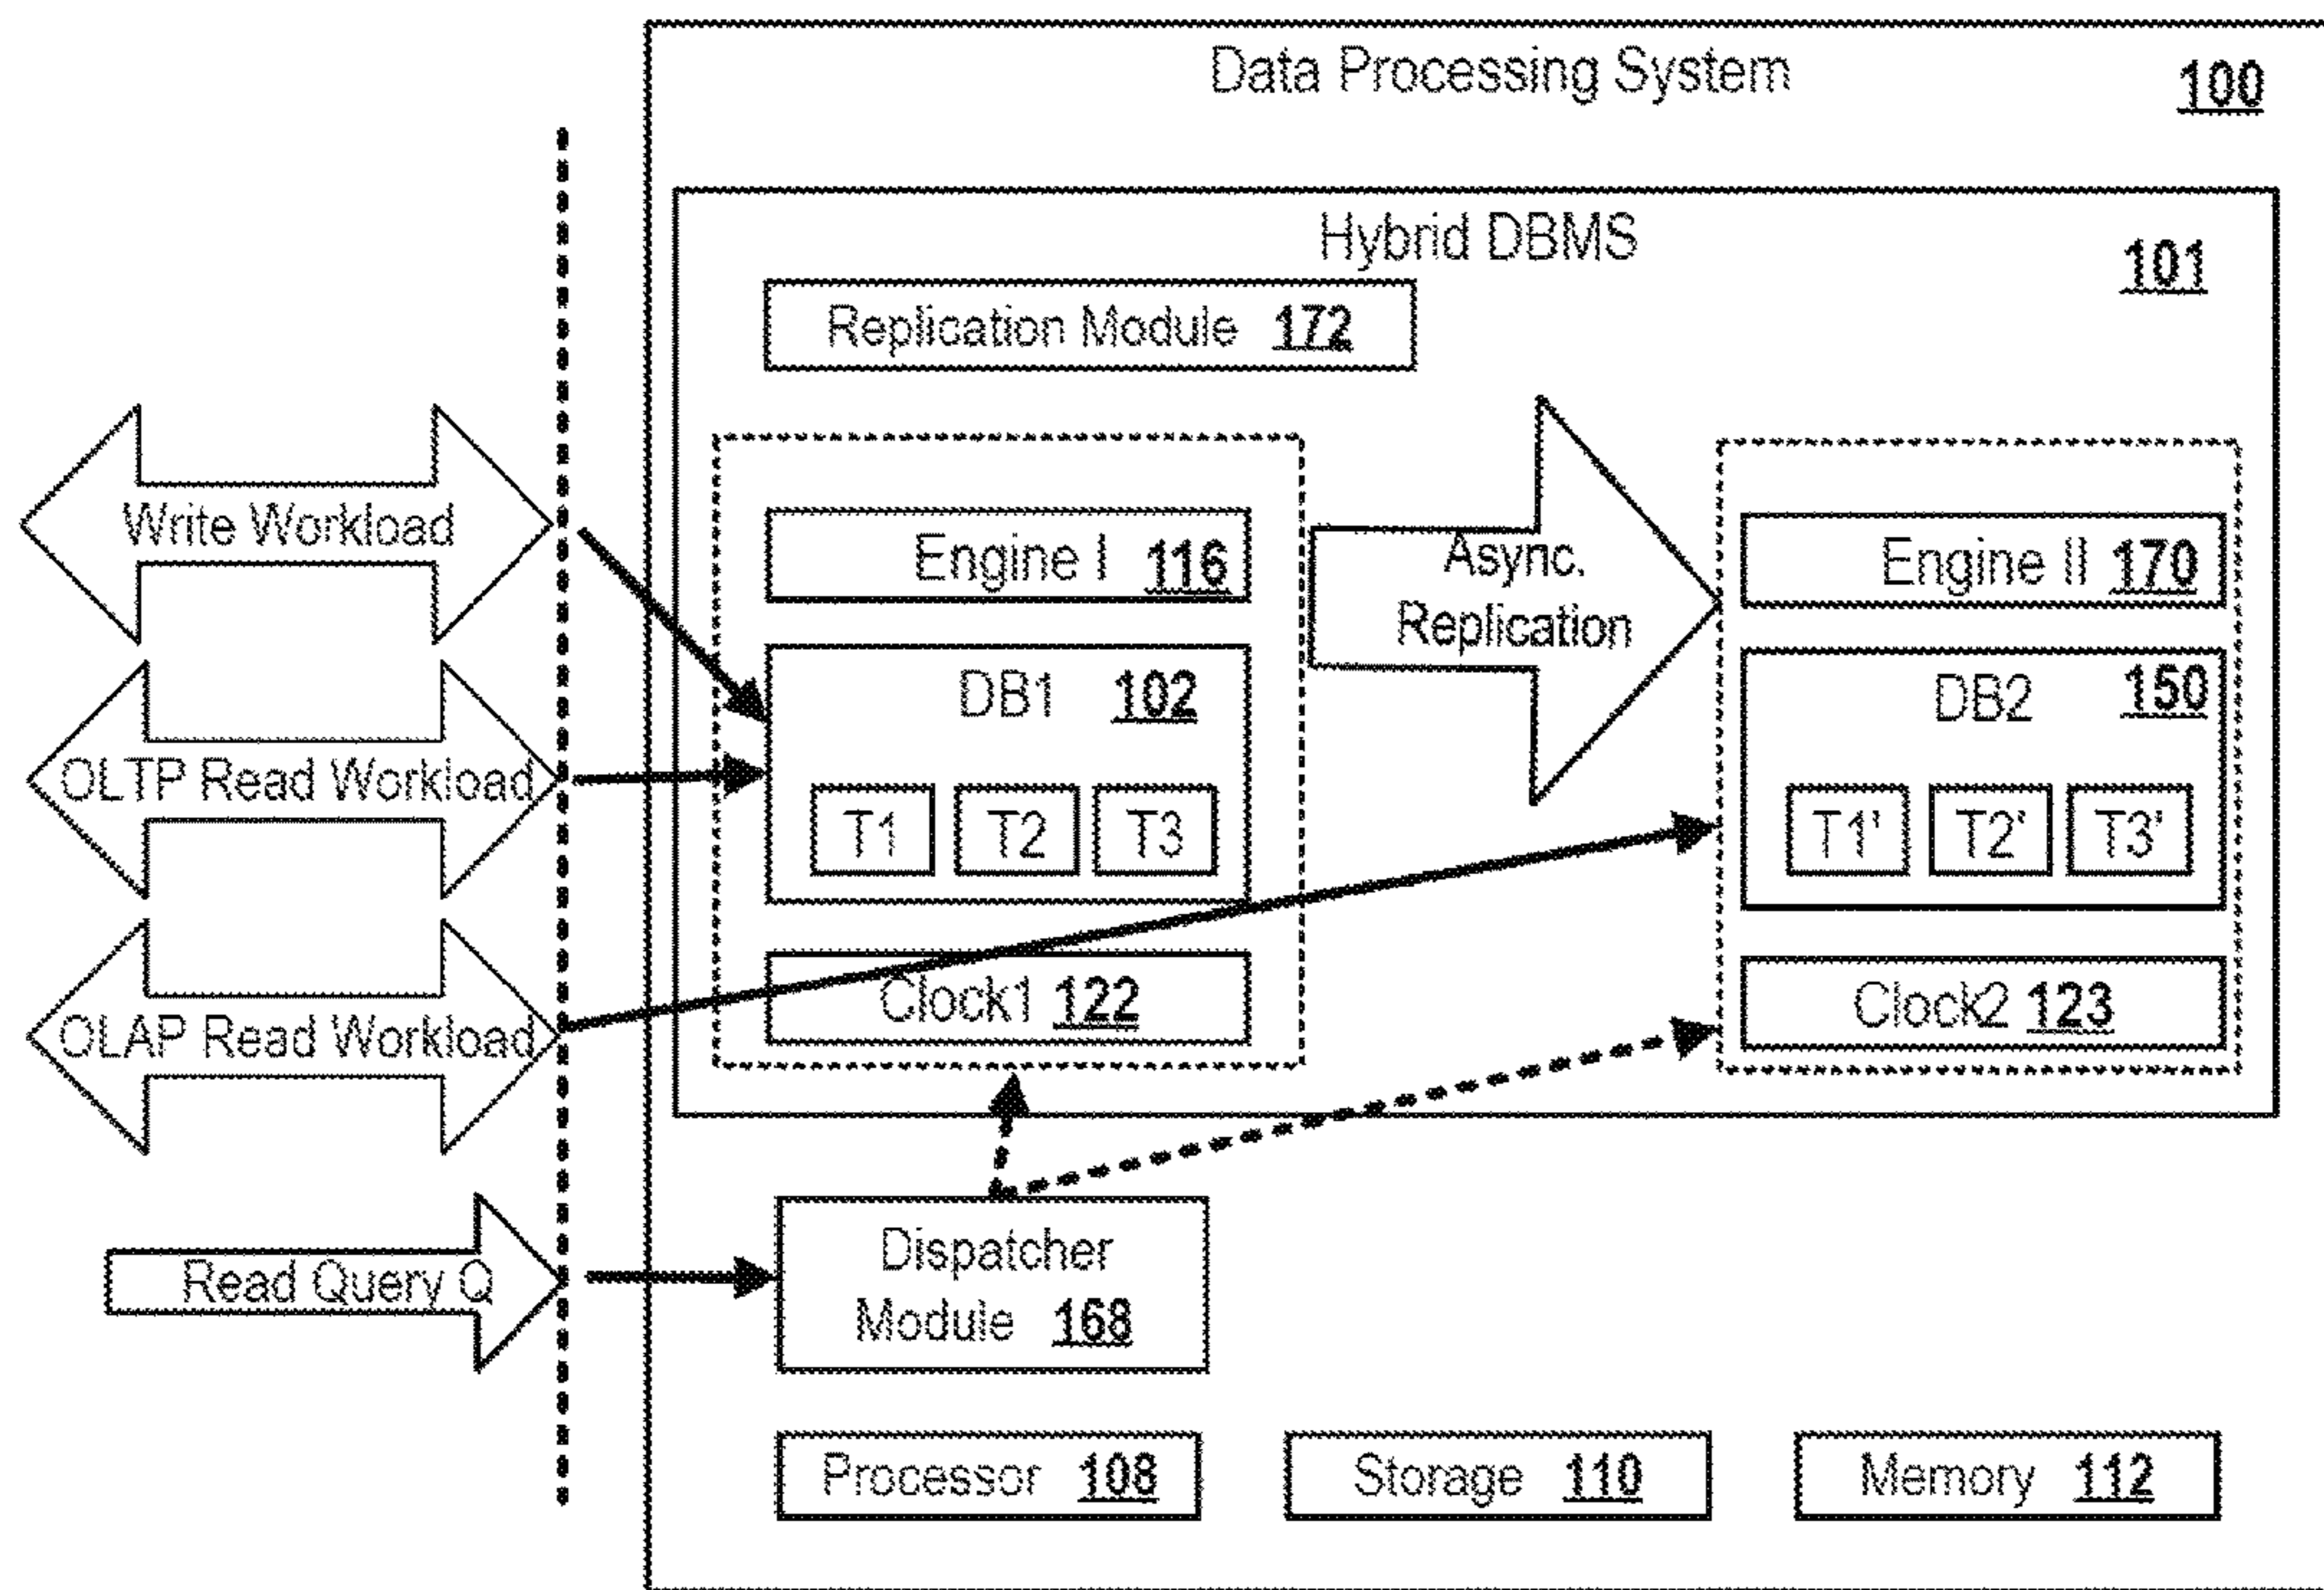 Data Processing System 100
Hybrid DBMS 101
Replication Module 172
Write Workload
OLTP Read Workload
OLAP Read Workload
Read Query Q
Engine I 116
DB1 102
T1 T2 T3
Clock1 122
Async.
Replication
Engine II 170
DB2 150
T1' T2' T3'
Clock2 123
Dispatcher
Module 168
Processor 108
Storage 110
Memory 112